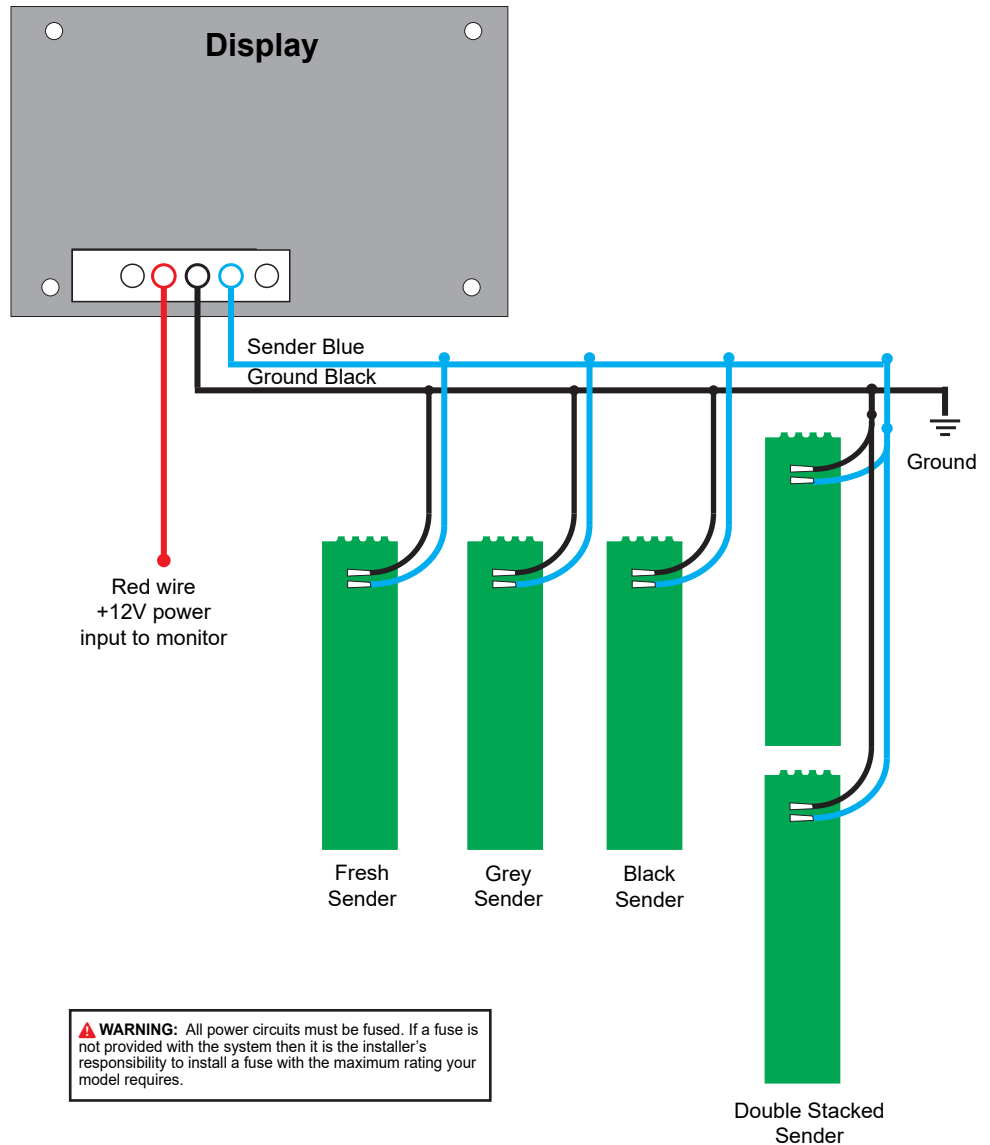 Display
Sender Blue
Ground Black
Ground
Red wire
+12V power
input to monitor
Fresh
Sender
Grey
Sender
Black
Sender
WARNING: All power circuits must be fused. If a fuse is
not provided with the system then it is the installer's
responsibility to install a fuse with the maximum rating your
model requires.
Double Stacked
Sender